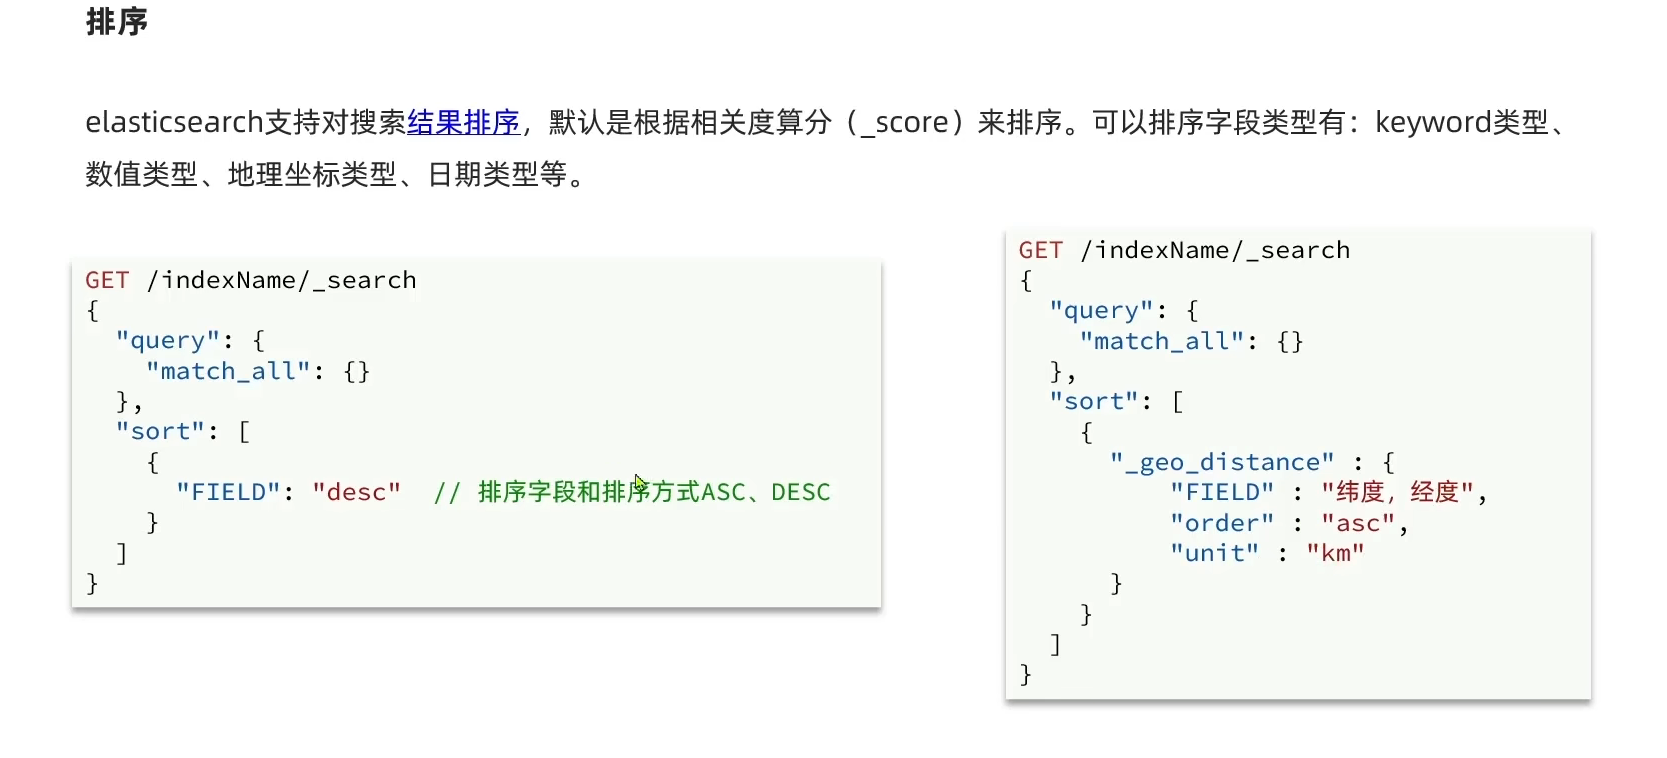 排序
elasticsearch支持对搜索结果排序，默认是根据相关度算分（_score）来排序。可以排序字段类型有：keyword类型、
数值类型、地理坐标类型、日期类型等。
GET /indexName/_search
{
  "query": {
    "match_all": {}
  },
  "sort": [
    {
      "FIELD": "desc"  // 排序字段和排序方式ASC、DESC
    }
  ]
}
GET /indexName/_search
{
  "query": {
    "match_all": {}
  },
  "sort": [
    {
      "_geo_distance" : {
          "FIELD" : "纬度，经度",
          "order" : "asc",
          "unit" : "km"
      }
    }
  ]
}